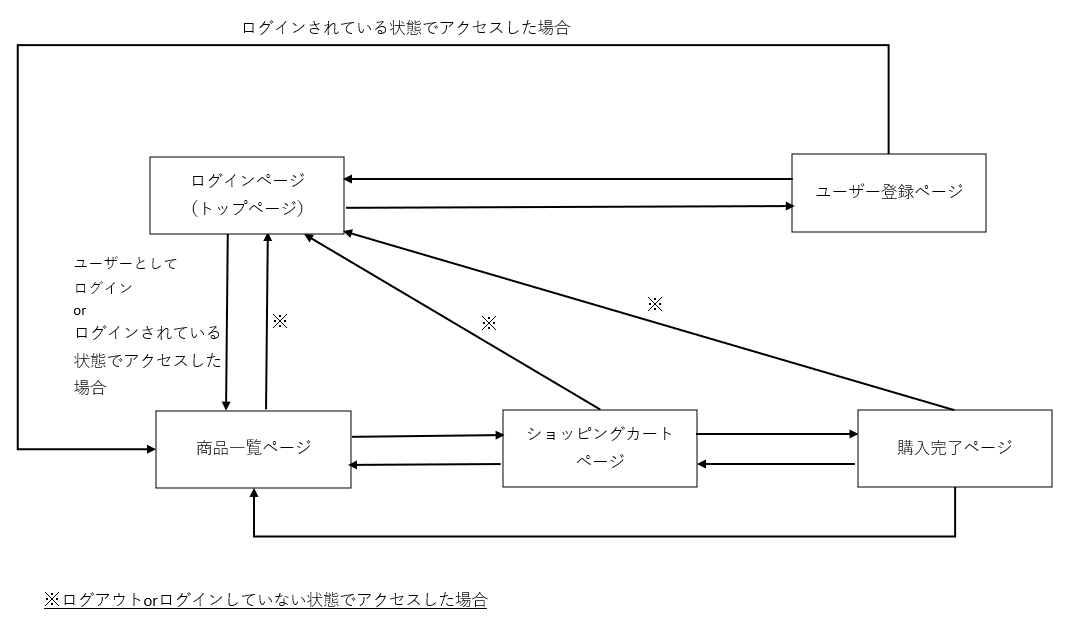 ログインされている状態でアクセスした場合
ログインページ
（トップページ）
ユーザー登録ページ
ユーザーとして
ログイン
or
ログインされている
状態でアクセスした
場合
※
※
※
商品一覧ページ
ショッピングカート
ページ
購入完了ページ
※ログアウトorログインしていない状態でアクセスした場合